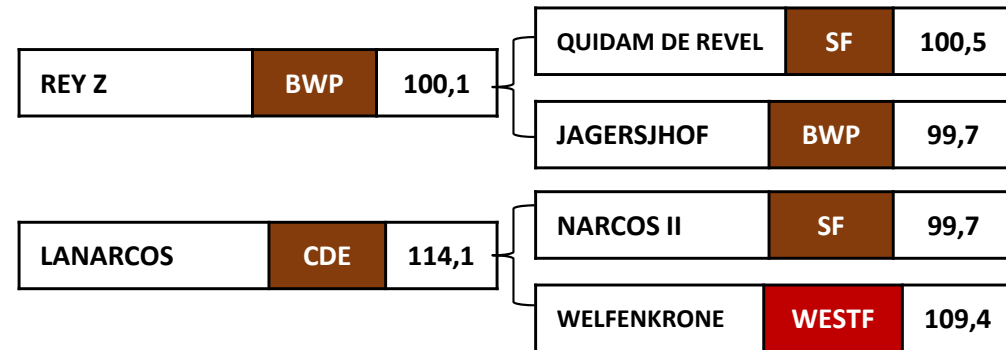 QUIDAM DE REVEL SF 100,5
REY Z BWP 100,1
JAGERSJHOF BWP 99,7
NARCOS II SF 99,7
LANARCOS CDE 114,1
WELFENKRONE WESTF 109,4